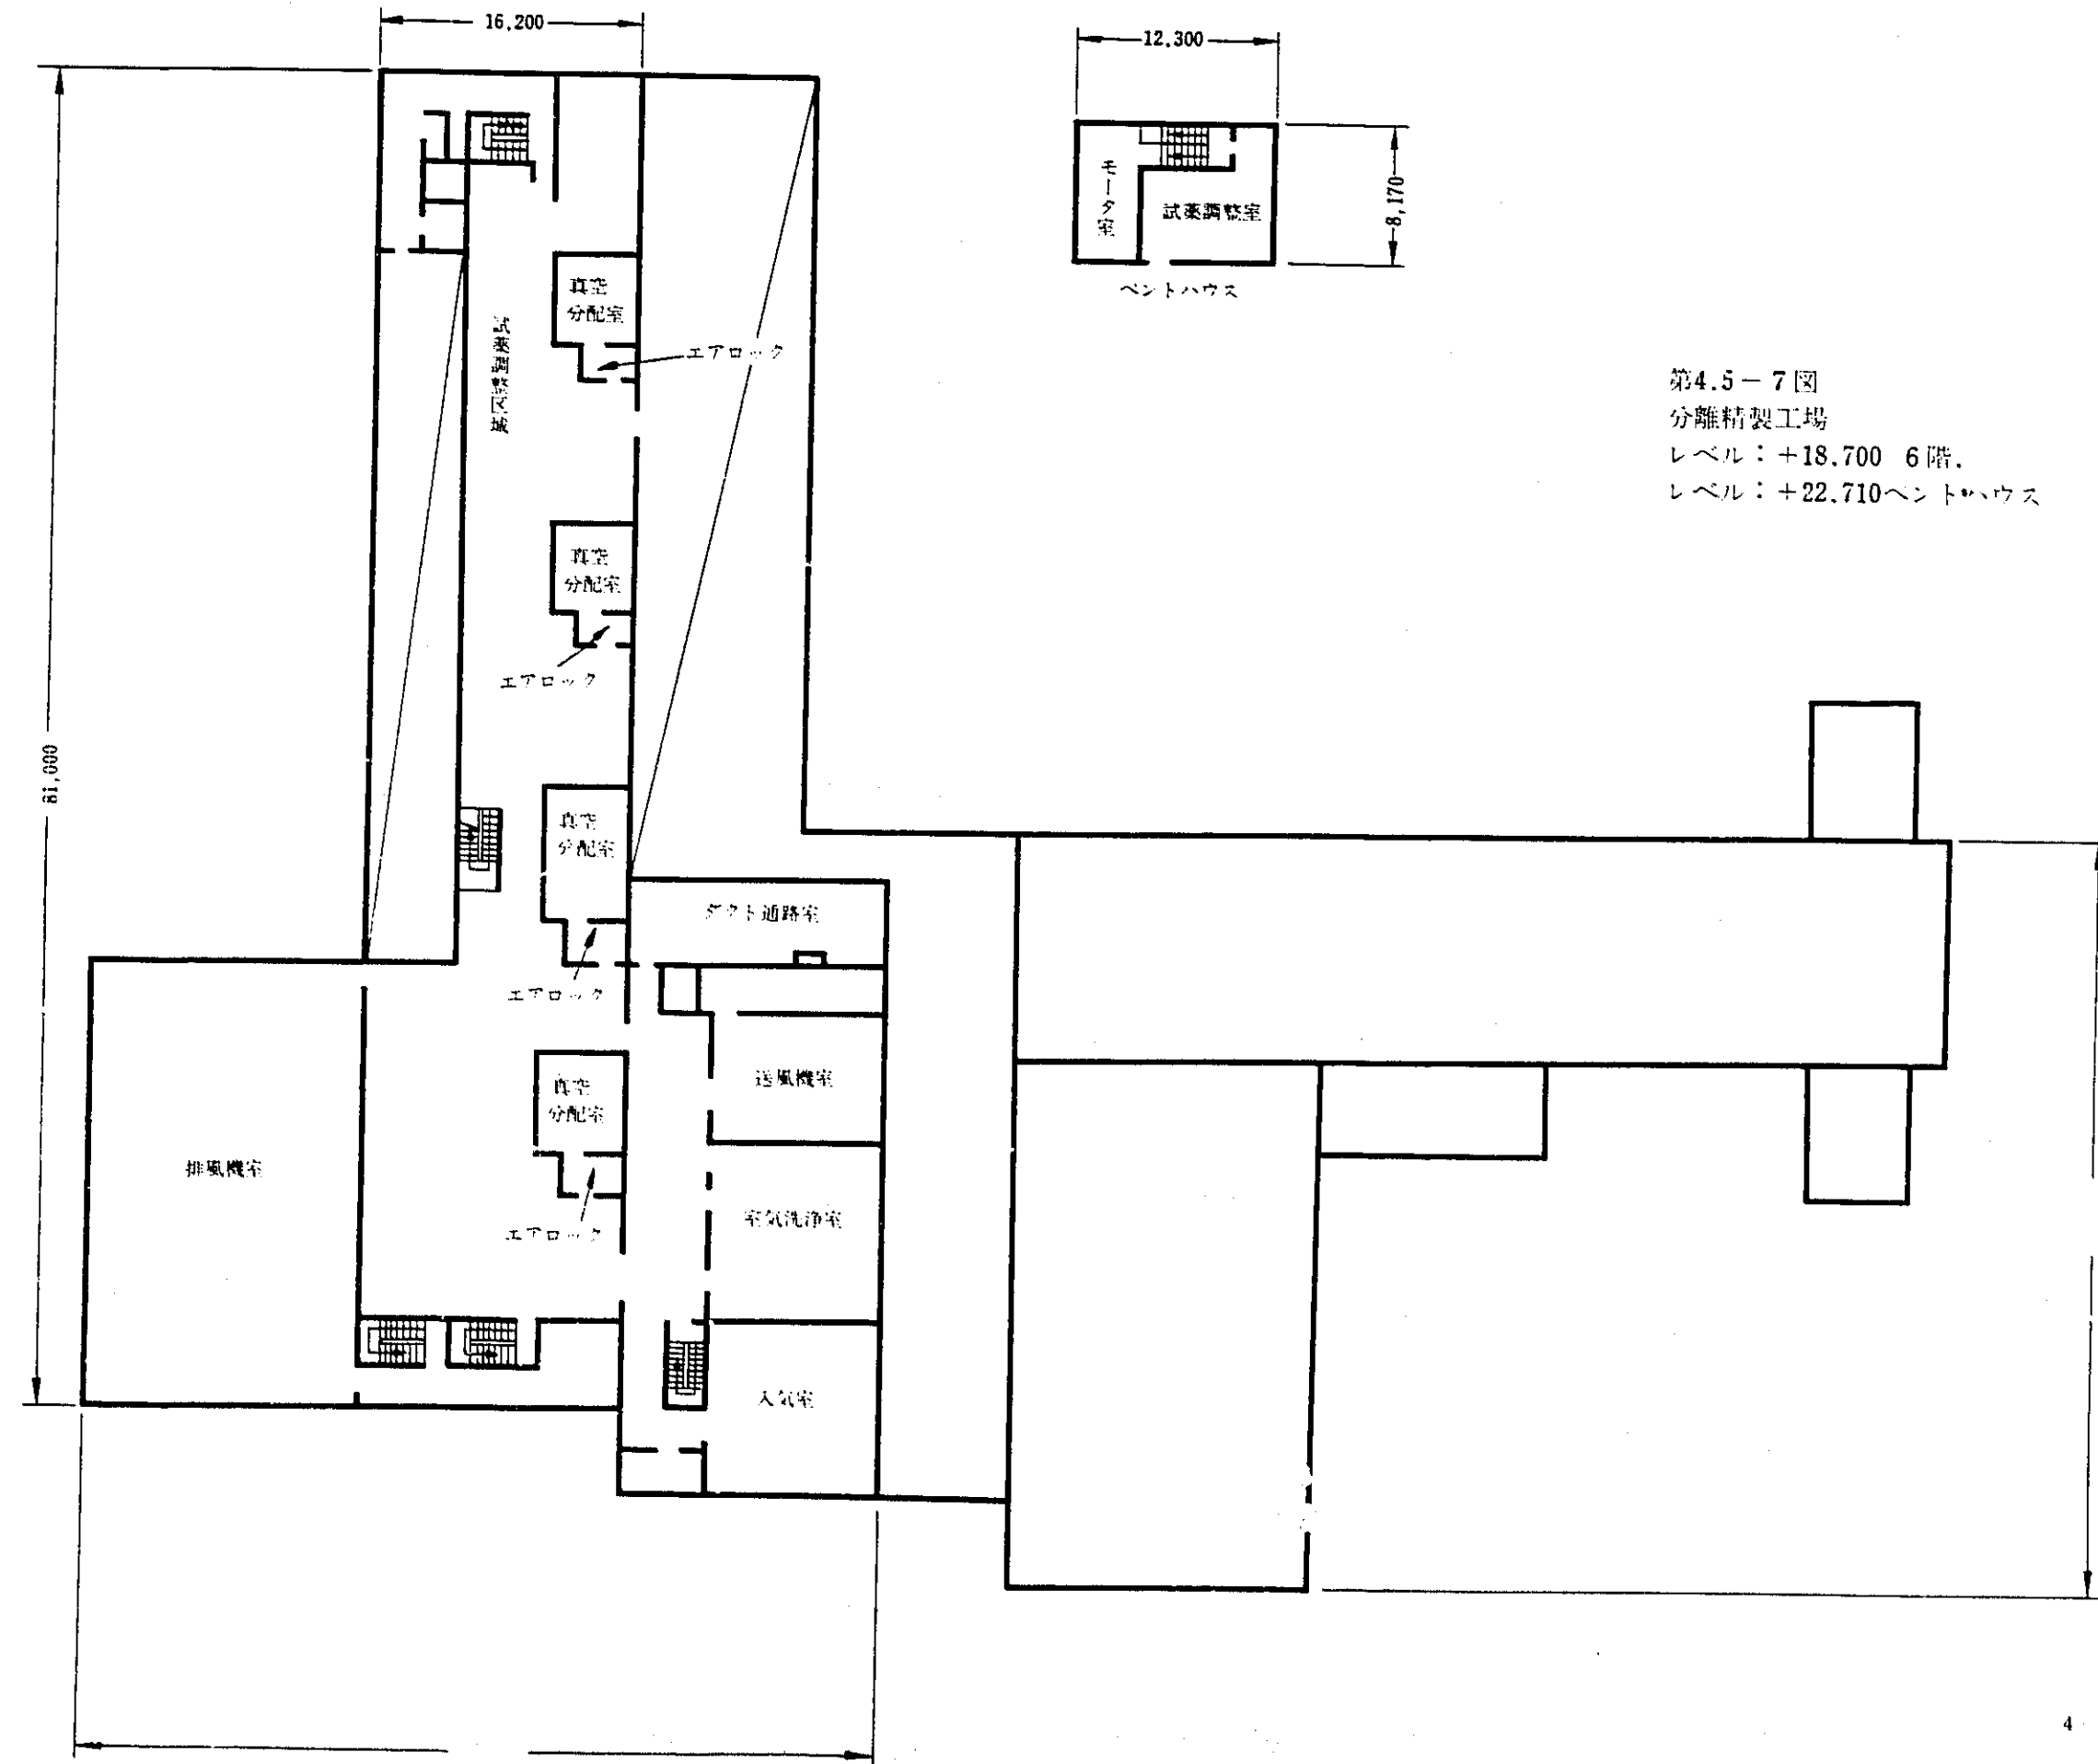 16,200
12,300
81,000
8,170
モータ室
試薬調整室
ペントハウス
第4.5-7図
分離精製工場
レベル：+18.700 6階.
レベル：+22.710ペントハウス
試薬調整区域
真空
分配室
エアロック
真空
分配室
エアロック
真空
分配室
エアロック
ダクト通路室
真空
分配室
エアロック
送風機室
排風機室
空気洗浄室
入気室
4